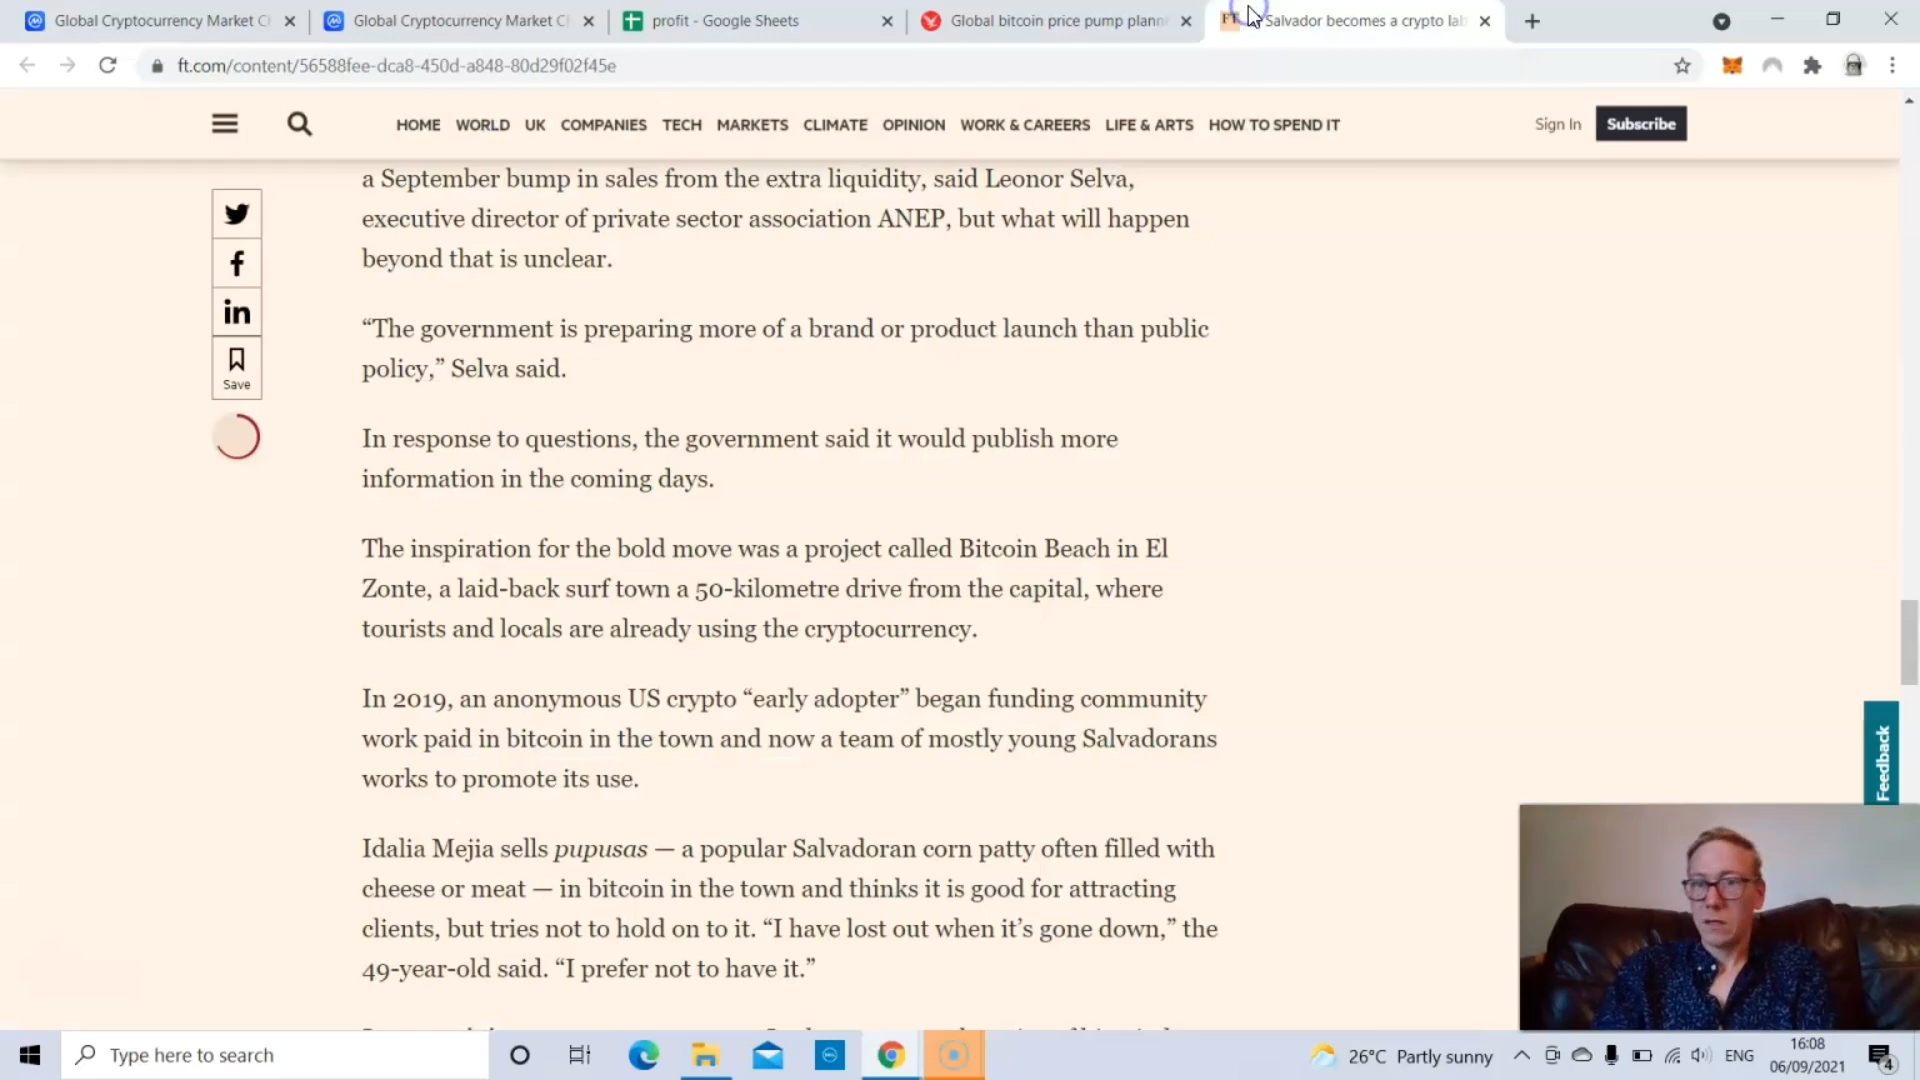 Global Cryptocurrency Market Cl
Global Cryptocurrency Market Cl
profit - Google Sheets
Global bitcoin price pump plann
FT
Salvador becomes a crypto lab
ft.com/content/56588fee-dca8-450d-a848-80d29f02f45e
HOME WORLD UK COMPANIES TECH MARKETS CLIMATE OPINION WORK & CAREERS LIFE & ARTS HOW TO SPEND IT
Sign In
Subscribe
a September bump in sales from the extra liquidity, said Leonor Selva,
executive director of private sector association ANEP, but what will happen
beyond that is unclear.
“The government is preparing more of a brand or product launch than public
policy,” Selva said.
In response to questions, the government said it would publish more
information in the coming days.
The inspiration for the bold move was a project called Bitcoin Beach in El
Zonte, a laid-back surf town a 50-kilometre drive from the capital, where
tourists and locals are already using the cryptocurrency.
In 2019, an anonymous US crypto “early adopter” began funding community
work paid in bitcoin in the town and now a team of mostly young Salvadorans
works to promote its use.
Idalia Mejia sells pupusas — a popular Salvadoran corn patty often filled with
cheese or meat — in bitcoin in the town and thinks it is good for attracting
clients, but tries not to hold on to it. “I have lost out when it’s gone down,” the
49-year-old said. “I prefer not to have it.”
Save
Feedback
Type here to search
26°C Partly sunny
ENG
16:08
06/09/2021
4